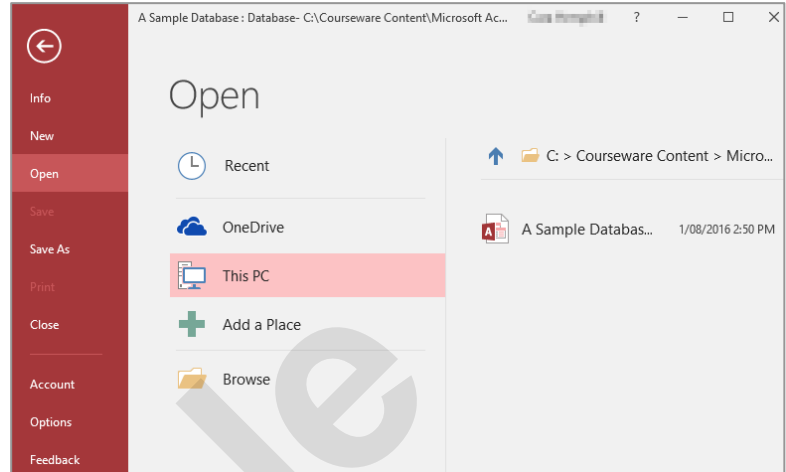 A Sample Database : Database- C:\Courseware Content\Microsoft Ac...
?
Info
New
Open
Save
Save As
Print
Close
Account
Options
Feedback
Open
Recent
OneDrive
This PC
Add a Place
Browse
C: > Courseware Content > Micro...
A Sample Databas... 1/08/2016 2:50 PM